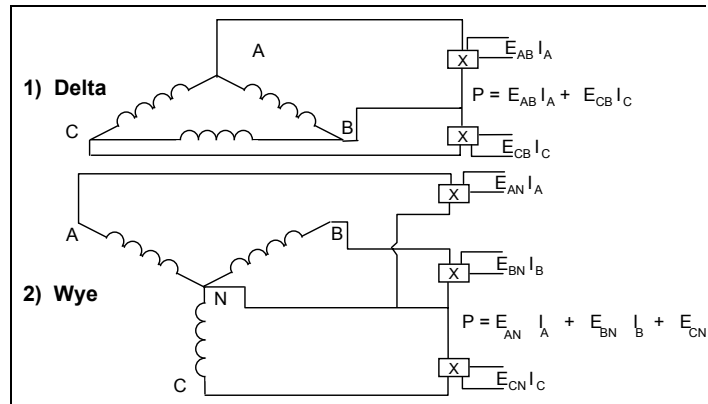 A
E_AB I_A
X
1) Delta
P = E_AB I_A + E_CB I_C
C
B
X
E_CB I_C
E_AN I_A
X
A
B
E_BN I_B
X
2) Wye
N
P = E_AN I_A + E_BN I_B + E_CN
X
C
E_CN I_C